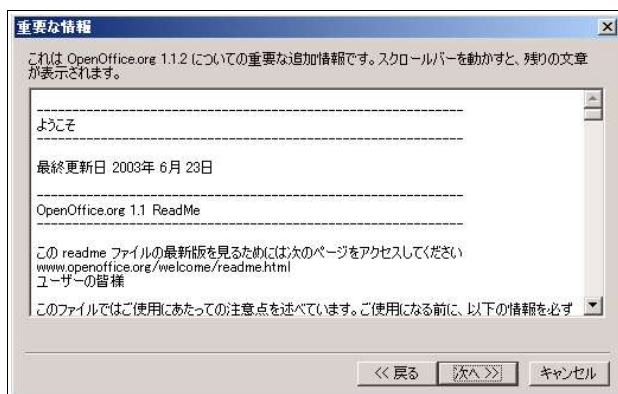 重要な情報
これは OpenOffice.org 1.1.2 についての重要な追加情報です。スクロールバーを動かすと、残りの文章
が表示されます。
--------------------------------------------------------------
ようこそ
--------------------------------------------------------------
最終更新日 2003年 6月 23日
--------------------------------------------------------------
OpenOffice.org 1.1 ReadMe
--------------------------------------------------------------
この readme ファイルの最新版を見るためには次のページをアクセスしてください
www.openoffice.org/welcome/readme.html
ユーザーの皆様
このファイルではご使用にあたっての注意点を述べています。ご使用になる前に、以下の情報を必ず
<< 戻る
次へ >>
キャンセル